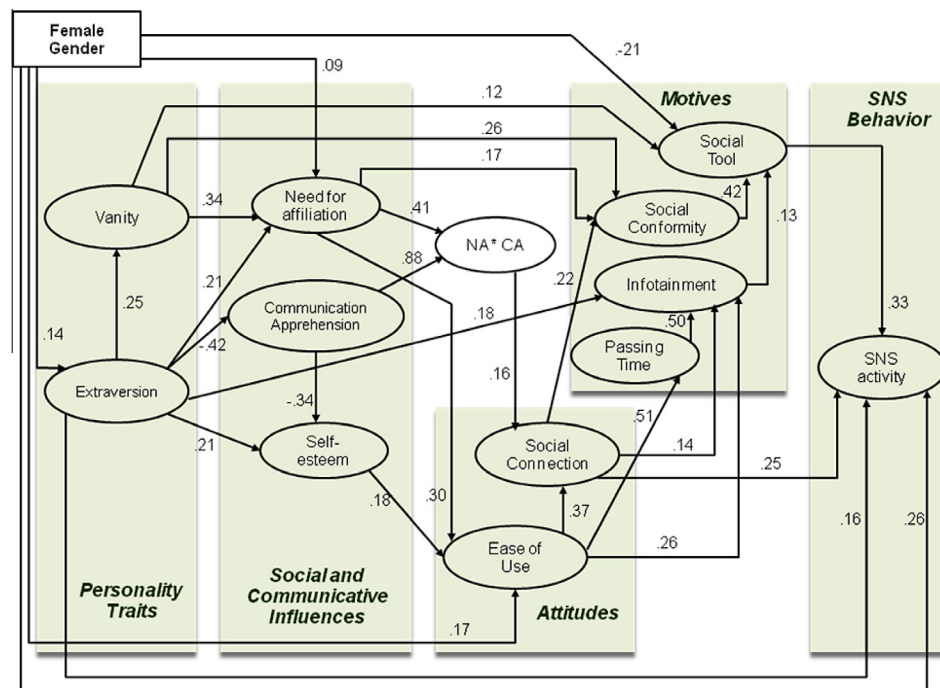 Female
Gender
-.21
.09
.12
Motives
SNS
Behavior
.26
Social
Tool
.17
.42
.13
Vanity
.34
Need for
affiliation
.41
Social
Conformity
NA* CA
.88
.21
.22
Infotainment
.25
Communication
Apprehension
.18
.50
.33
.14
-.42
Passing
Time
SNS
activity
Extraversion
.16
-.34
.51
.21
Self-
esteem
Social
Connection
.14
.25
.18
.30
.37
.16
.26
Ease of
Use
.26
Personality
Traits
Social and
Communicative
Influences
Attitudes
.17